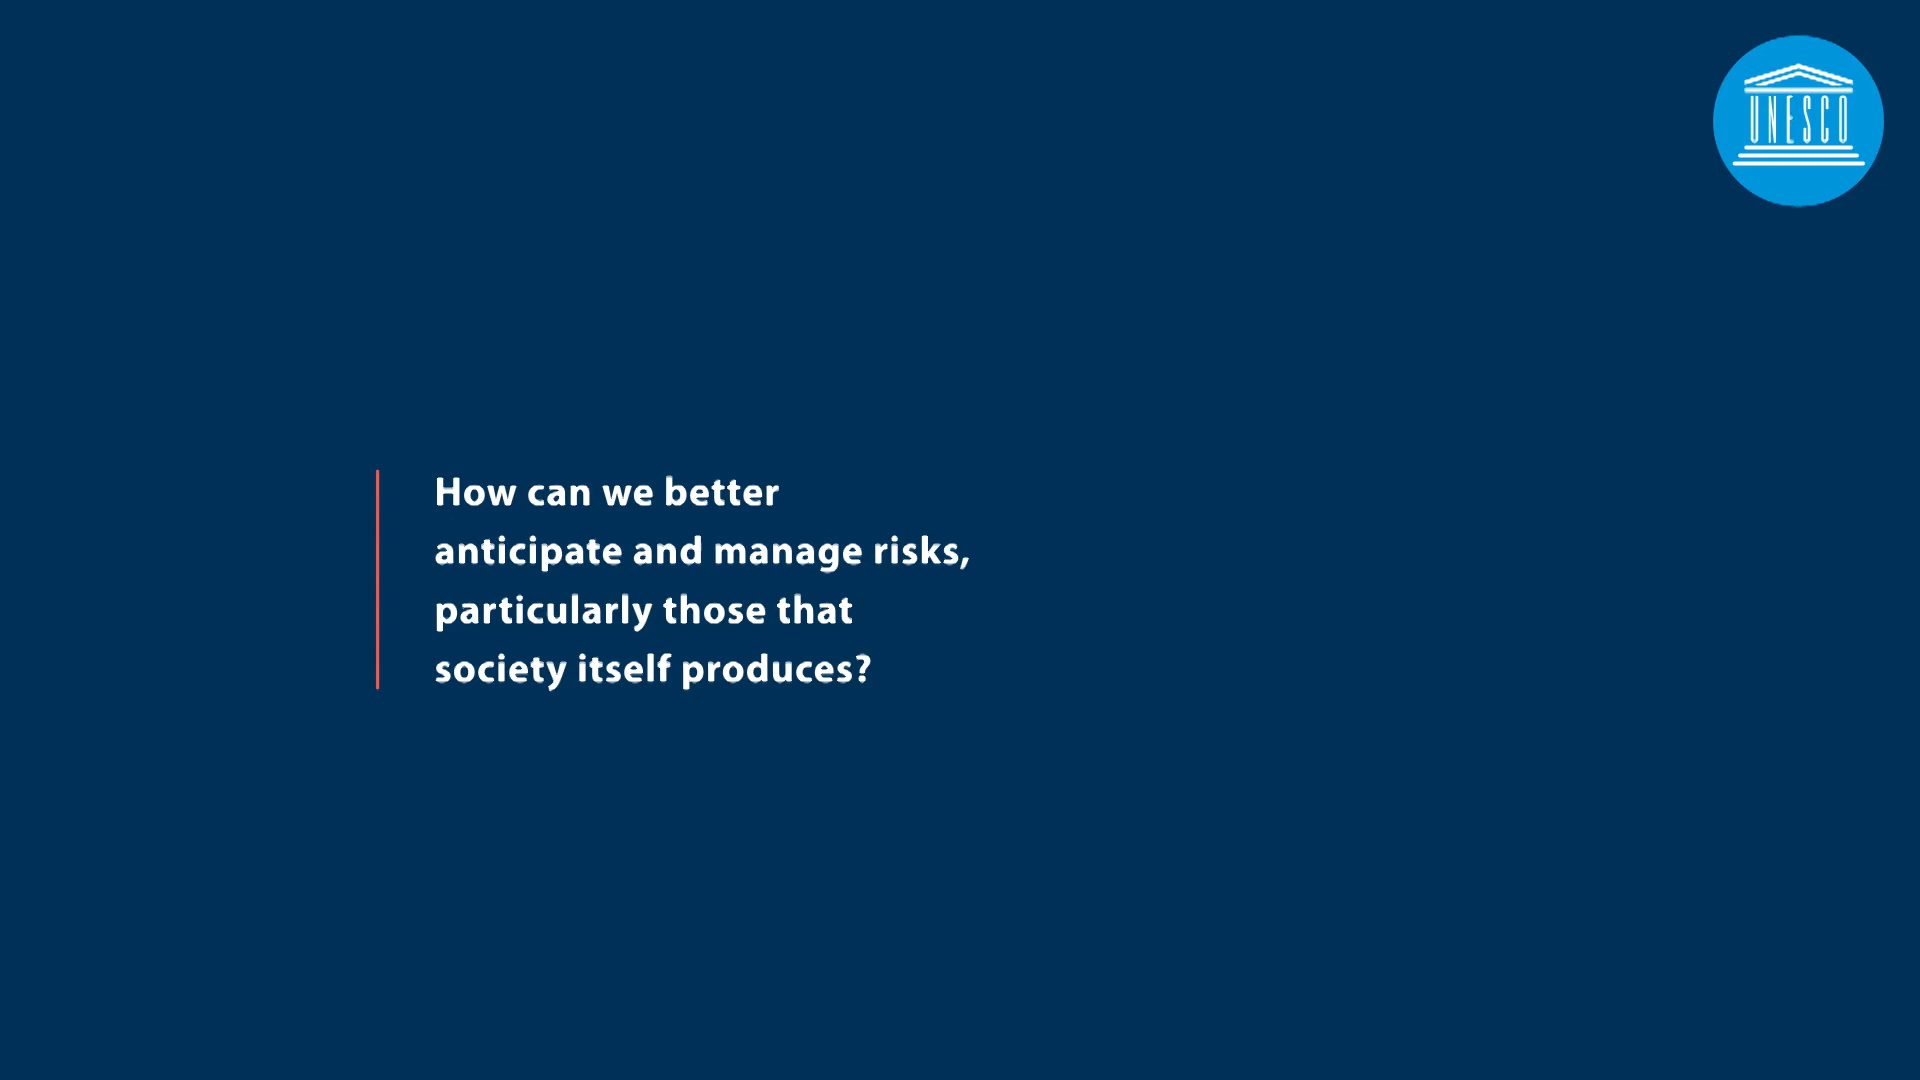 UNESCO
How can we better
anticipate and manage risks,
particularly those that
society itself produces?